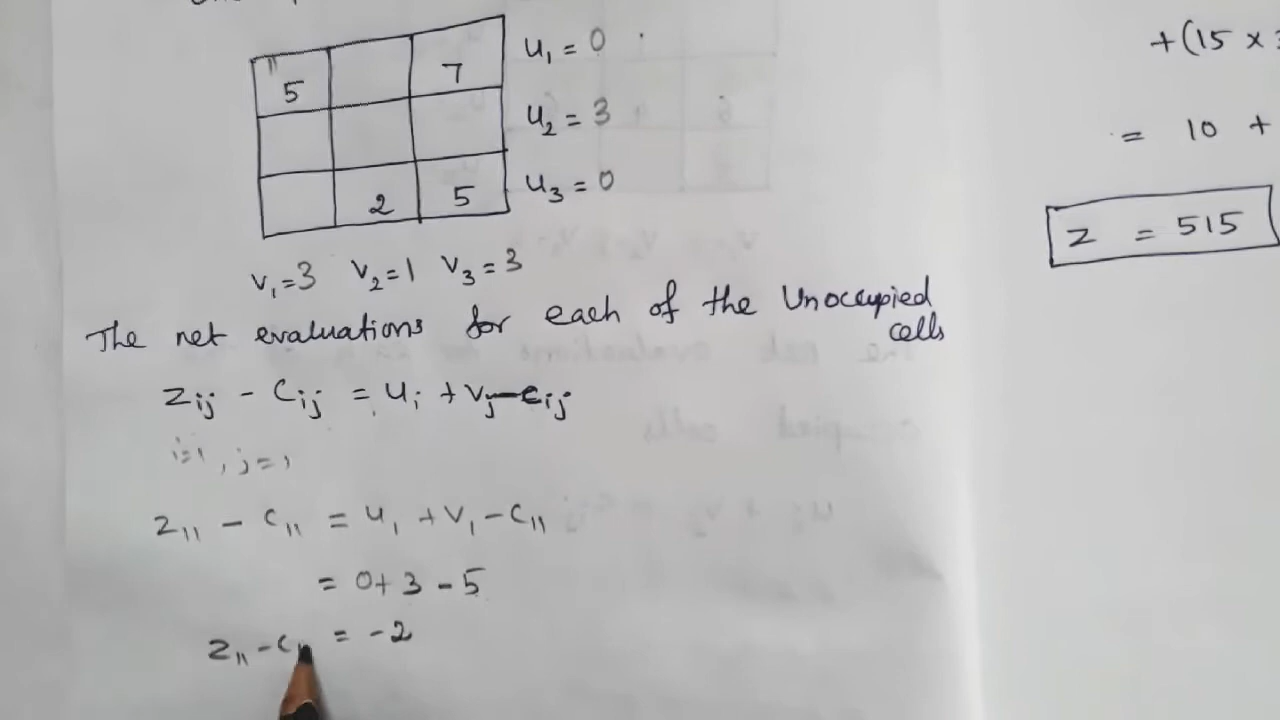 5 7 u₁ = 0
u₂ = 3
2 5 u₃ = 0
v₁=3 v₂=1 v₃=3
The net evaluations for each of the Unoccupied
cells
zij - cij = ui + vj - cij
i=1, j=1
z11 - c11 = u1 + v1 - c11
= 0+3-5
z11 - c11 = -2
+(15 ×
= 10 +
z = 515